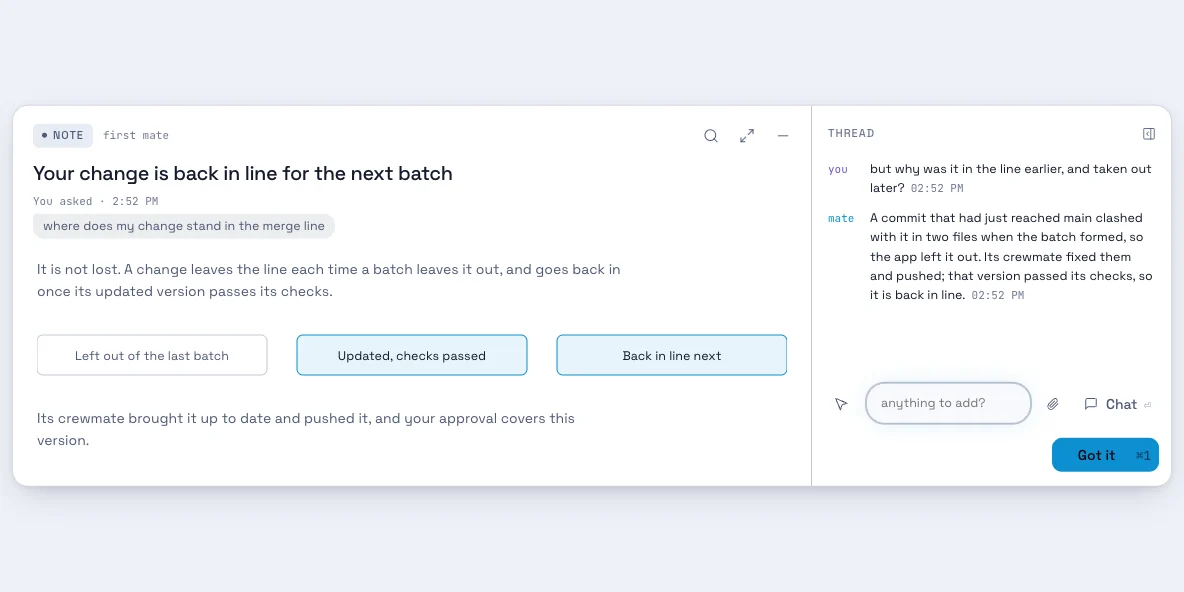 NOTE first mate
Your change is back in line for the next batch
You asked · 2:52 PM
where does my change stand in the merge line
It is not lost. A change leaves the line each time a batch leaves it out, and goes back in
once its updated version passes its checks.
Left out of the last batch
Updated, checks passed
Back in line next
Its crewmate brought it up to date and pushed it, and your approval covers this
version.
THREAD
you but why was it in the line earlier, and taken out
later? 02:52 PM
mate A commit that had just reached main clashed
with it in two files when the batch formed, so
the app left it out. Its crewmate fixed them
and pushed; that version passed its checks, so
it is back in line. 02:52 PM
anything to add?
Chat ⏎
Got it ⌘1